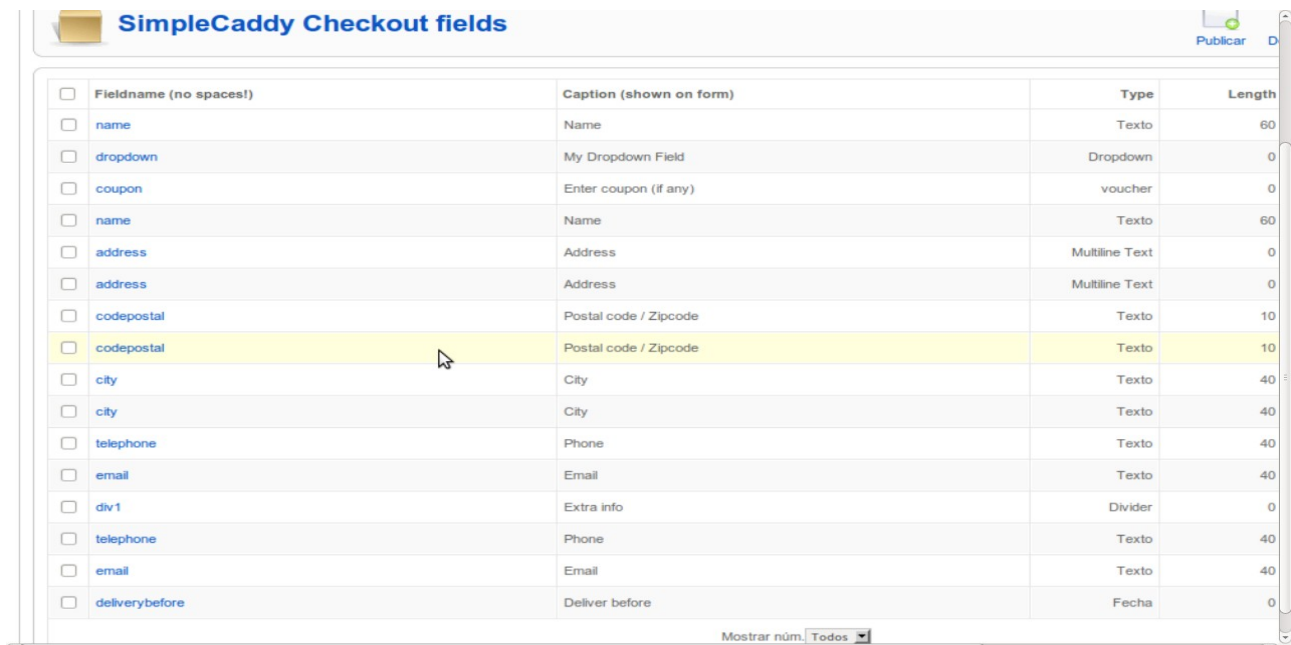 SimpleCaddy Checkout fields
Publicar
Fieldname (no spaces!) Caption (shown on form) Type Length
name Name Texto 60
dropdown My Dropdown Field Dropdown 0
coupon Enter coupon (if any) voucher 0
name Name Texto 60
address Address Multiline Text 0
address Address Multiline Text 0
codepostal Postal code / Zipcode Texto 10
codepostal Postal code / Zipcode Texto 10
city City Texto 40
city City Texto 40
telephone Phone Texto 40
email Email Texto 40
div1 Extra info Divider 0
telephone Phone Texto 40
email Email Texto 40
deliverybefore Deliver before Fecha 0
Mostrar núm. Todos